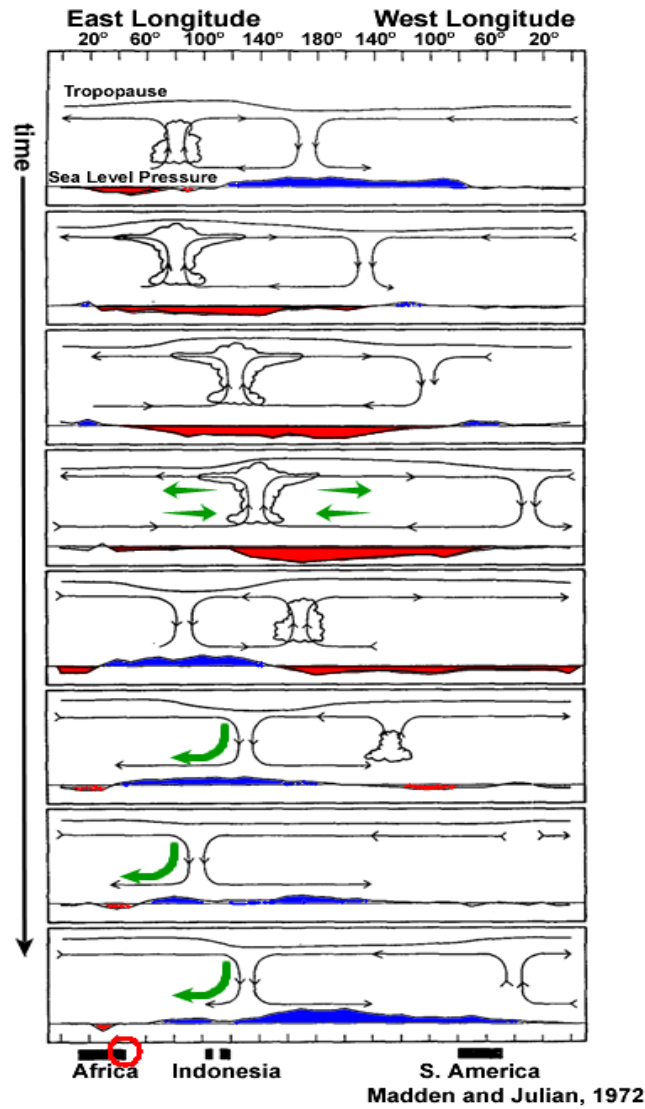 East Longitude West Longitude
20° 60° 100° 140° 180° 140° 100° 60° 20°
Tropopause
time
Sea Level Pressure
Africa Indonesia S. America
Madden and Julian, 1972